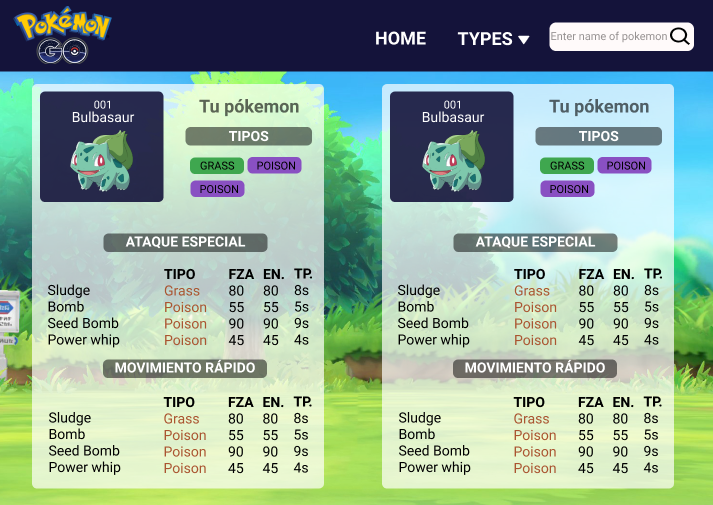 POKéMON
GO
HOME TYPES Enter name of pokemon
001
Bulbasaur
Tu pókemon
TIPOS
GRASS POISON
POISON
ATAQUE ESPECIAL
TIPO FZA EN. TP.
Sludge Grass 80 80 8s
Bomb Poison 55 55 5s
Seed Bomb Poison 90 90 9s
Power whip Poison 45 45 4s
MOVIMIENTO RÁPIDO
TIPO FZA EN. TP.
Sludge Grass 80 80 8s
Bomb Poison 55 55 5s
Seed Bomb Poison 90 90 9s
Power whip Poison 45 45 4s
001
Bulbasaur
Tu pókemon
TIPOS
GRASS POISON
POISON
ATAQUE ESPECIAL
TIPO FZA EN. TP.
Sludge Grass 80 80 8s
Bomb Poison 55 55 5s
Seed Bomb Poison 90 90 9s
Power whip Poison 45 45 4s
MOVIMIENTO RÁPIDO
TIPO FZA EN. TP.
Sludge Grass 80 80 8s
Bomb Poison 55 55 5s
Seed Bomb Poison 90 90 9s
Power whip Poison 45 45 4s